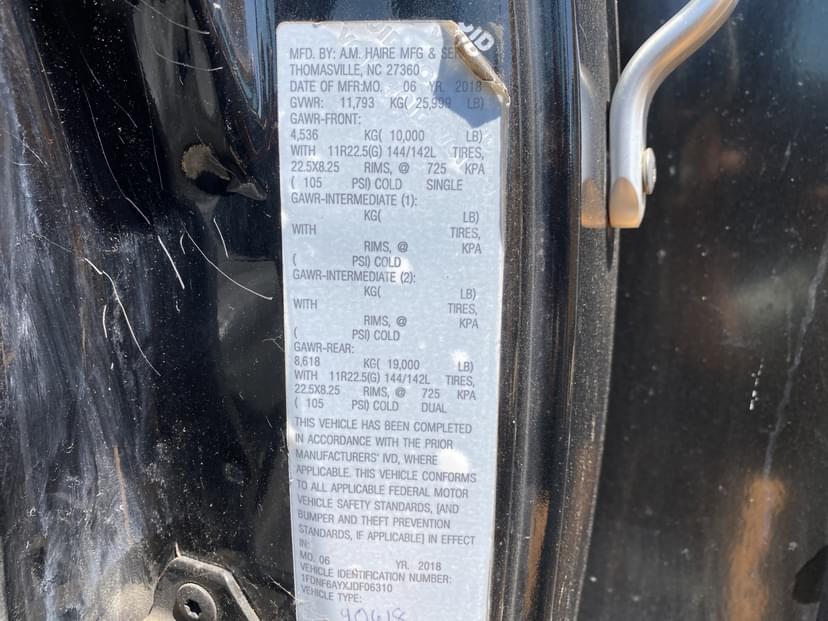 MFD. BY: A.M. HAIRE MFG &
THOMASVILLE, NC 27360
DATE OF MFR:MO. 06 YR. 2018
GVWR: 11,793 KG( 25,999 LB)
GAWR-FRONT:
4,536 KG( 10,000 LB)
WITH 11R22.5(G) 144/142L TIRES,
22.5X8.25 RIMS, @ 725 KPA
( 105 PSI) COLD SINGLE
GAWR-INTERMEDIATE (1):
KG( LB)
WITH TIRES,
RIMS, @ KPA
( PSI) COLD
GAWR-INTERMEDIATE (2):
KG( LB)
WITH TIRES,
RIMS, @ KPA
( PSI) COLD
GAWR-REAR:
8,618 KG( 19,000 LB)
WITH 11R22.5(G) 144/142L TIRES,
22.5X8.25 RIMS, @ 725 KPA
( 105 PSI) COLD DUAL
THIS VEHICLE HAS BEEN COMPLETED
IN ACCORDANCE WITH THE PRIOR
MANUFACTURERS' IVD, WHERE
APPLICABLE. THIS VEHICLE CONFORMS
TO ALL APPLICABLE FEDERAL MOTOR
VEHICLE SAFETY STANDARDS, [AND
BUMPER AND THEFT PREVENTION
STANDARDS, IF APPLICABLE] IN EFFECT
IN:
MO. 06 YR. 2018
VEHICLE IDENTIFICATION NUMBER:
1FDNF6AYXJDF06310
VEHICLE TYPE: